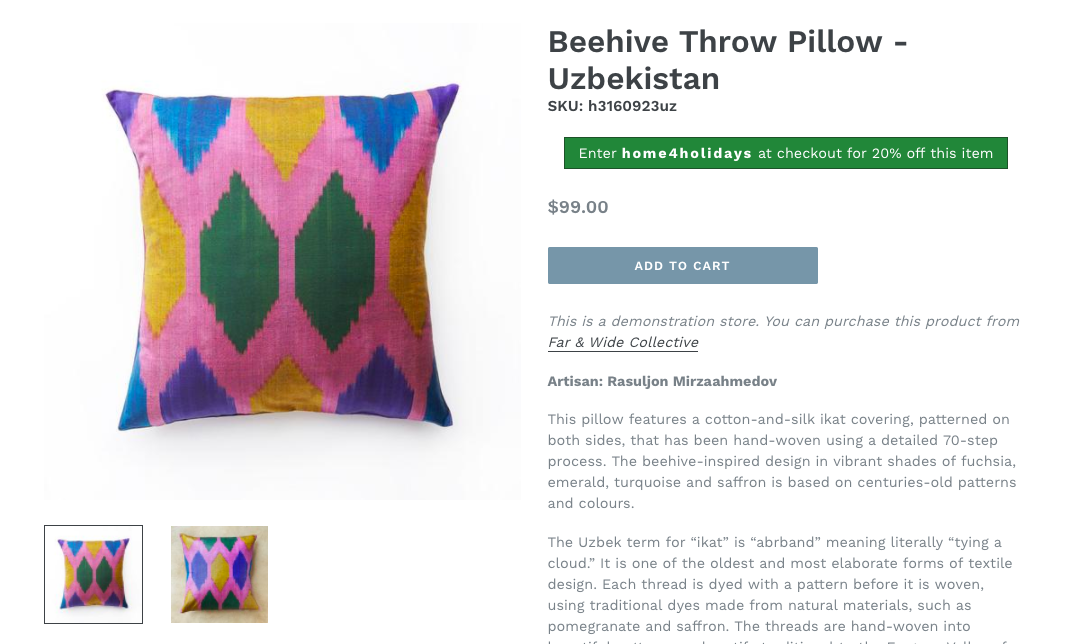 Beehive Throw Pillow -
Uzbekistan
SKU: h3160923uz
Enter home4holidays at checkout for 20% off this item
$99.00
ADD TO CART
This is a demonstration store. You can purchase this product from
Far & Wide Collective
Artisan: Rasuljon Mirzaahmedov
This pillow features a cotton-and-silk ikat covering, patterned on
both sides, that has been hand-woven using a detailed 70-step
process. The beehive-inspired design in vibrant shades of fuchsia,
emerald, turquoise and saffron is based on centuries-old patterns
and colours.
The Uzbek term for “ikat” is “abrband” meaning literally “tying a
cloud.” It is one of the oldest and most elaborate forms of textile
design. Each thread is dyed with a pattern before it is woven,
using traditional dyes made from natural materials, such as
pomegranate and saffron. The threads are hand-woven into